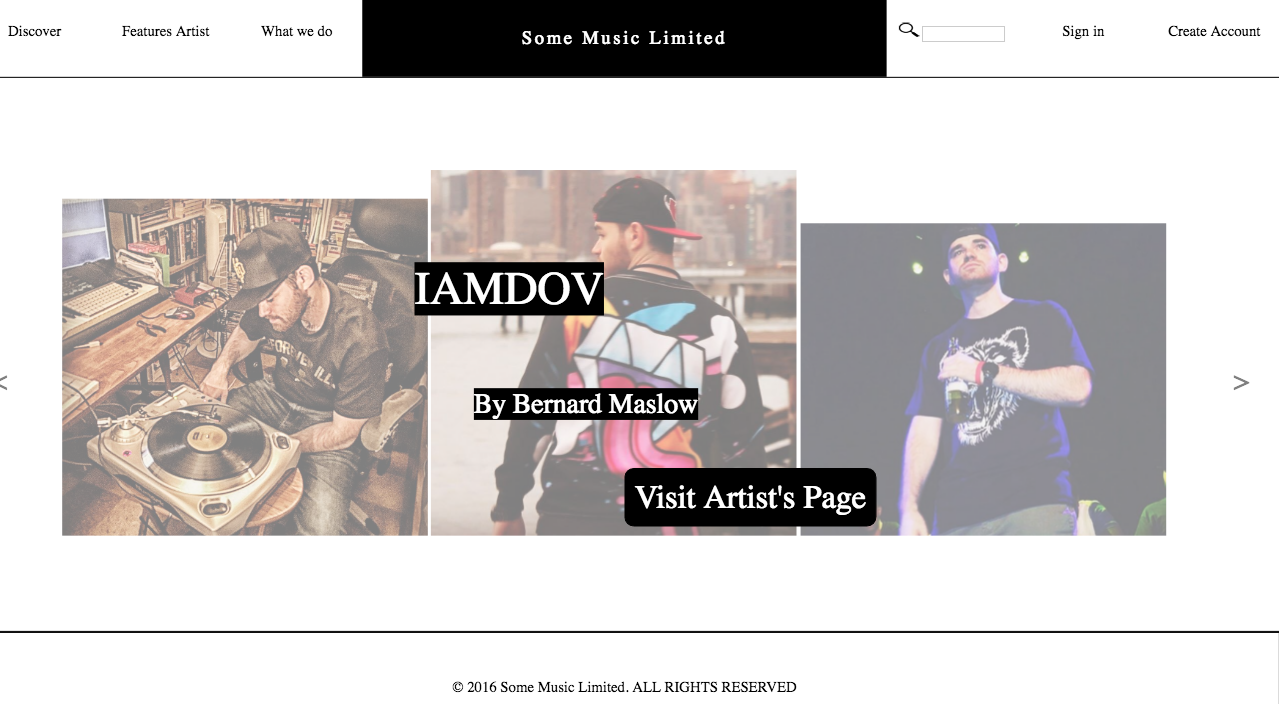 Discover
Features Artist
What we do
Some Music Limited
Sign in
Create Account
IAMDOV
By Bernard Maslow
Visit Artist's Page
<
>
© 2016 Some Music Limited. ALL RIGHTS RESERVED